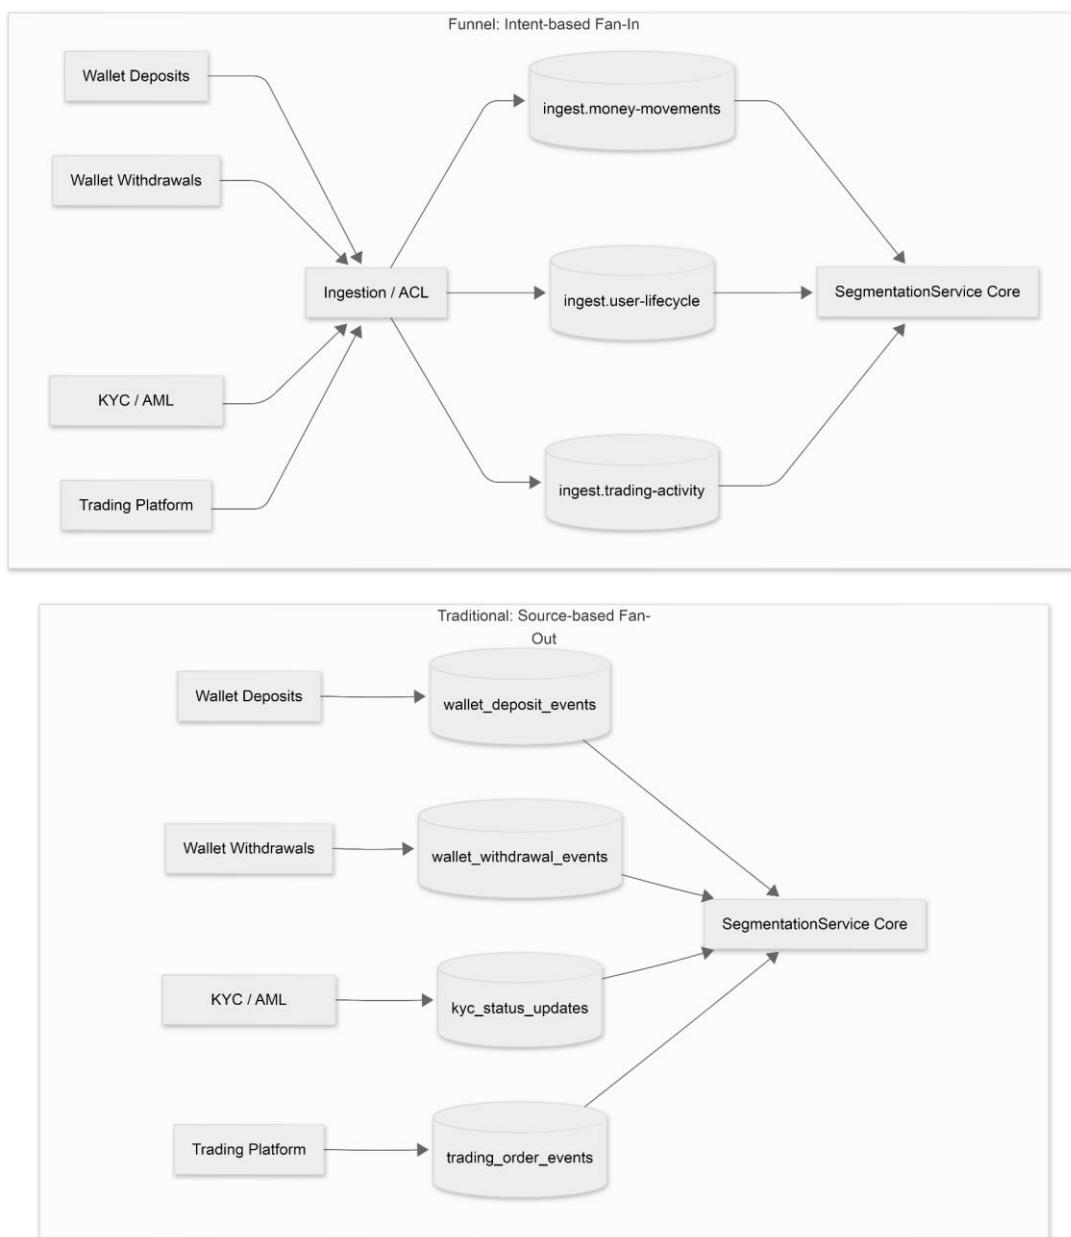 Funnel: Intent-based Fan-In
Wallet Deposits
ingest.money-movements
Wallet Withdrawals
Ingestion / ACL
ingest.user-lifecycle
SegmentationService Core
KYC / AML
ingest.trading-activity
Trading Platform
Traditional: Source-based Fan-
Out
Wallet Deposits
wallet_deposit_events
Wallet Withdrawals
wallet_withdrawal_events
SegmentationService Core
KYC / AML
kyc_status_updates
Trading Platform
trading_order_events